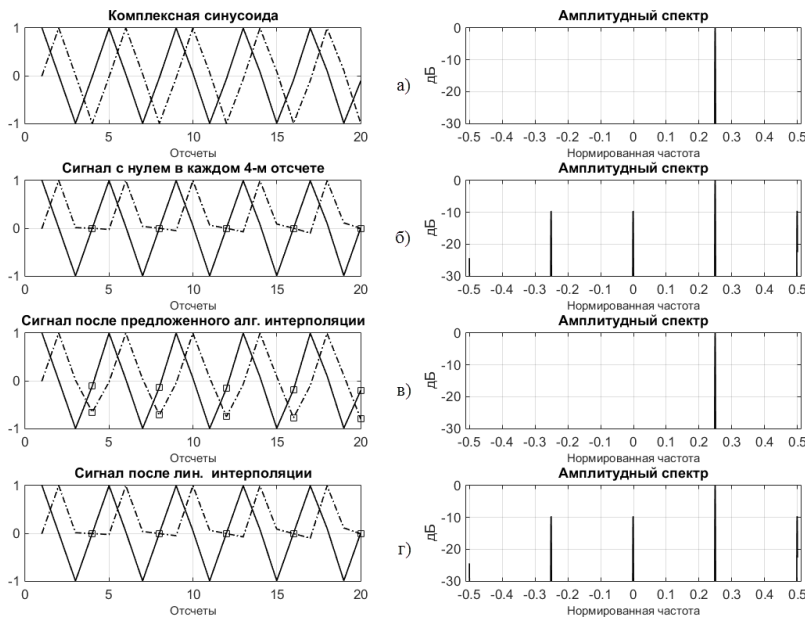 Комплексная синусоида
1
0
-1
0 5 10 15 20
Отсчеты
а)
Амплитудный спектр
дБ
0
-10
-20
-30
-0.5 -0.4 -0.3 -0.2 -0.1 0 0.1 0.2 0.3 0.4 0.5
Нормированная частота
Сигнал с нулем в каждом 4-м отсчете
1
0
-1
0 5 10 15 20
Отсчеты
б)
Амплитудный спектр
дБ
0
-10
-20
-30
-0.5 -0.4 -0.3 -0.2 -0.1 0 0.1 0.2 0.3 0.4 0.5
Нормированная частота
Сигнал после предложенного алг. интерполяции
1
0
-1
0 5 10 15 20
Отсчеты
в)
Амплитудный спектр
дБ
0
-10
-20
-30
-0.5 -0.4 -0.3 -0.2 -0.1 0 0.1 0.2 0.3 0.4 0.5
Нормированная частота
Сигнал после лин. интерполяции
1
0
-1
0 5 10 15 20
Отсчеты
г)
Амплитудный спектр
дБ
0
-10
-20
-30
-0.5 -0.4 -0.3 -0.2 -0.1 0 0.1 0.2 0.3 0.4 0.5
Нормированная частота